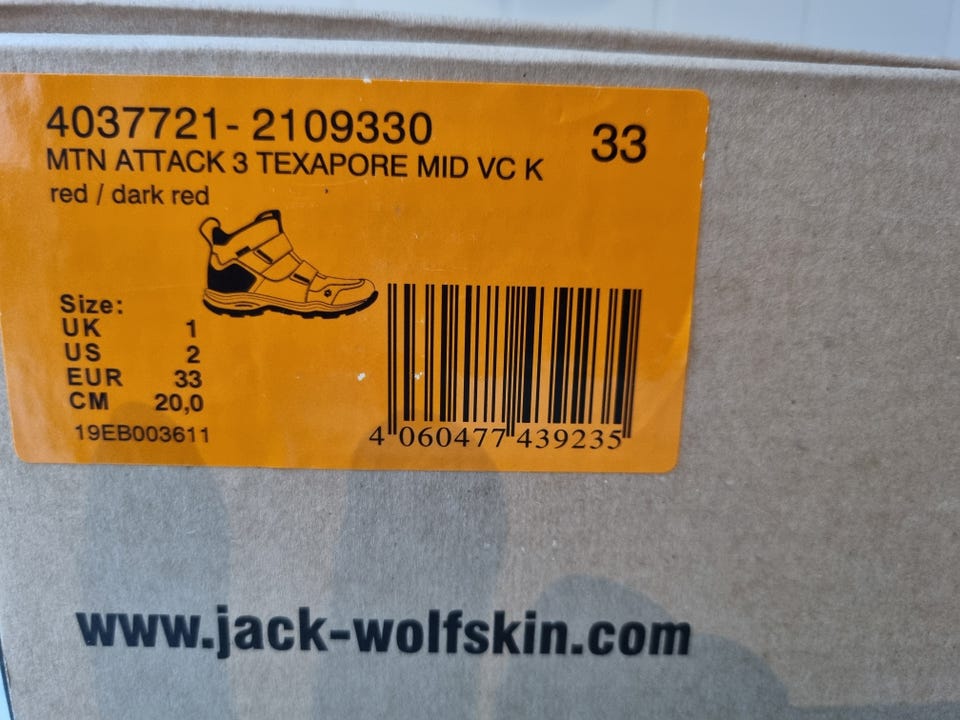 4037721- 2109330 33
MTN ATTACK 3 TEXAPORE MID VC K
red / dark red
Size:
UK 1
US 2
EUR 33
CM 20,0
19EB003611
4 060477 439235
www.jack-wolfskin.com